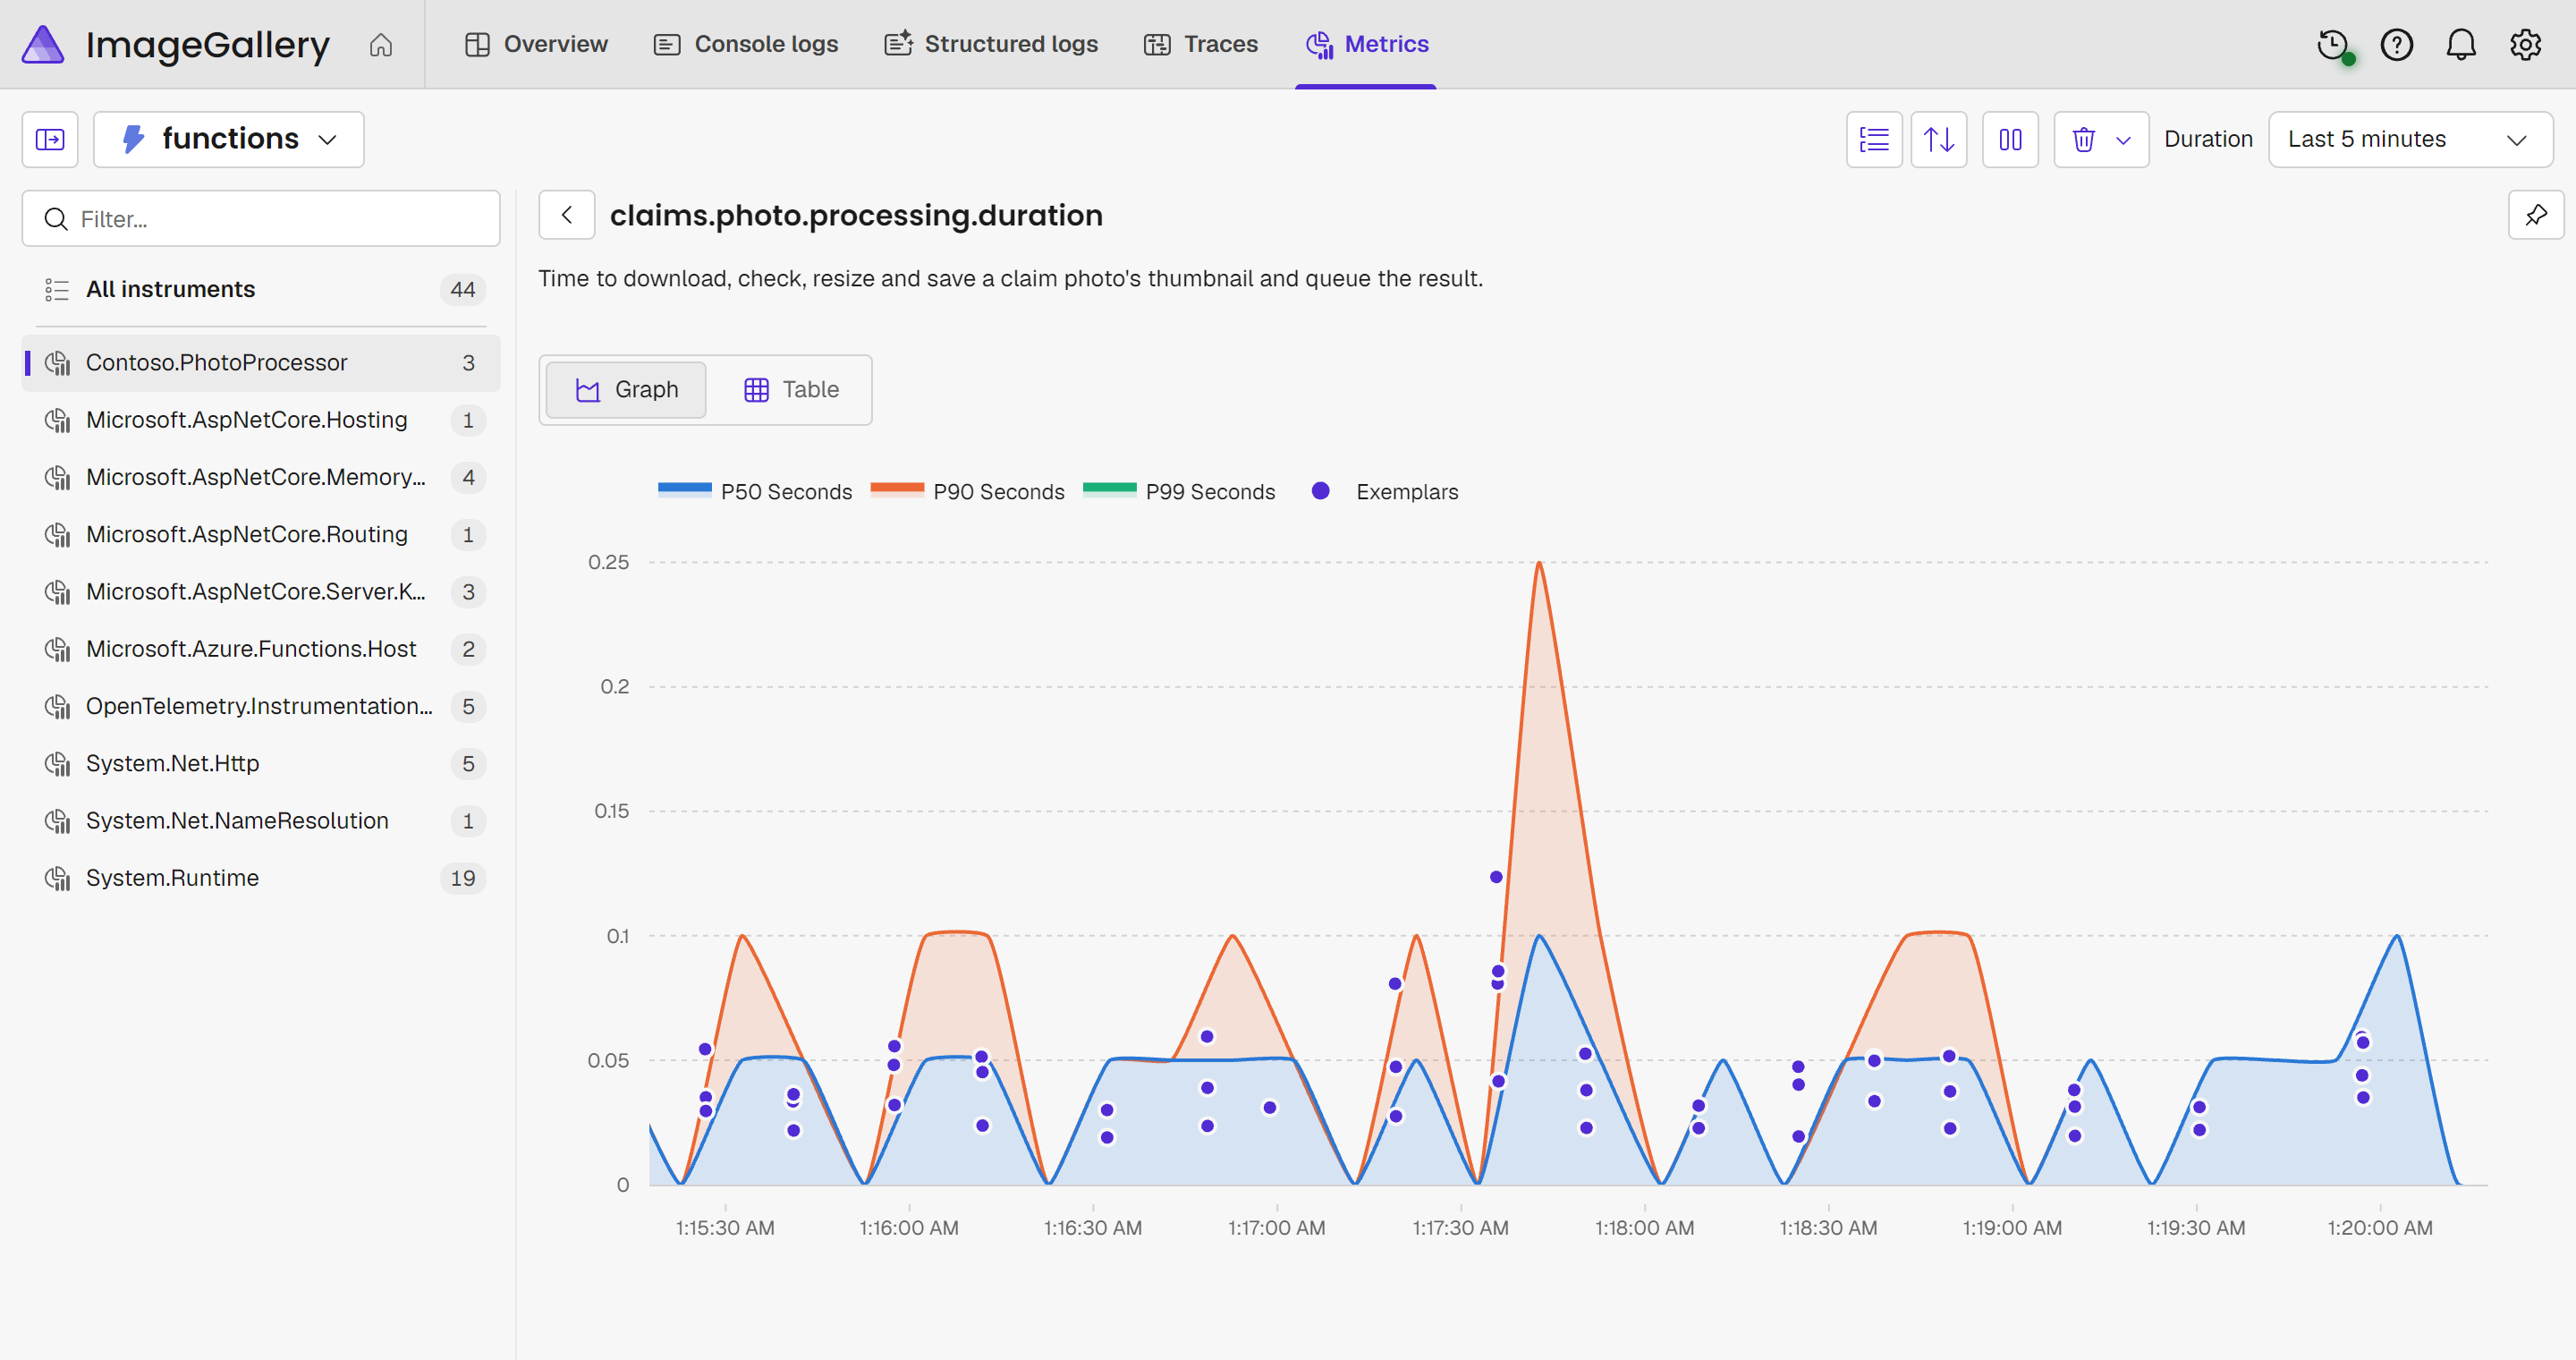 ImageGallery
Overview
Console logs
Structured logs
Traces
Metrics
functions
Duration
Last 5 minutes
Filter...
All instruments 44
Contoso.PhotoProcessor 3
Microsoft.AspNetCore.Hosting 1
Microsoft.AspNetCore.Memory... 4
Microsoft.AspNetCore.Routing 1
Microsoft.AspNetCore.Server.K... 3
Microsoft.Azure.Functions.Host 2
OpenTelemetry.Instrumentation... 5
System.Net.Http 5
System.Net.NameResolution 1
System.Runtime 19
claims.photo.processing.duration
Time to download, check, resize and save a claim photo's thumbnail and queue the result.
Graph
Table
P50 Seconds
P90 Seconds
P99 Seconds
Exemplars
0.25
0.2
0.15
0.1
0.05
0
1:15:30 AM
1:16:00 AM
1:16:30 AM
1:17:00 AM
1:17:30 AM
1:18:00 AM
1:18:30 AM
1:19:00 AM
1:19:30 AM
1:20:00 AM